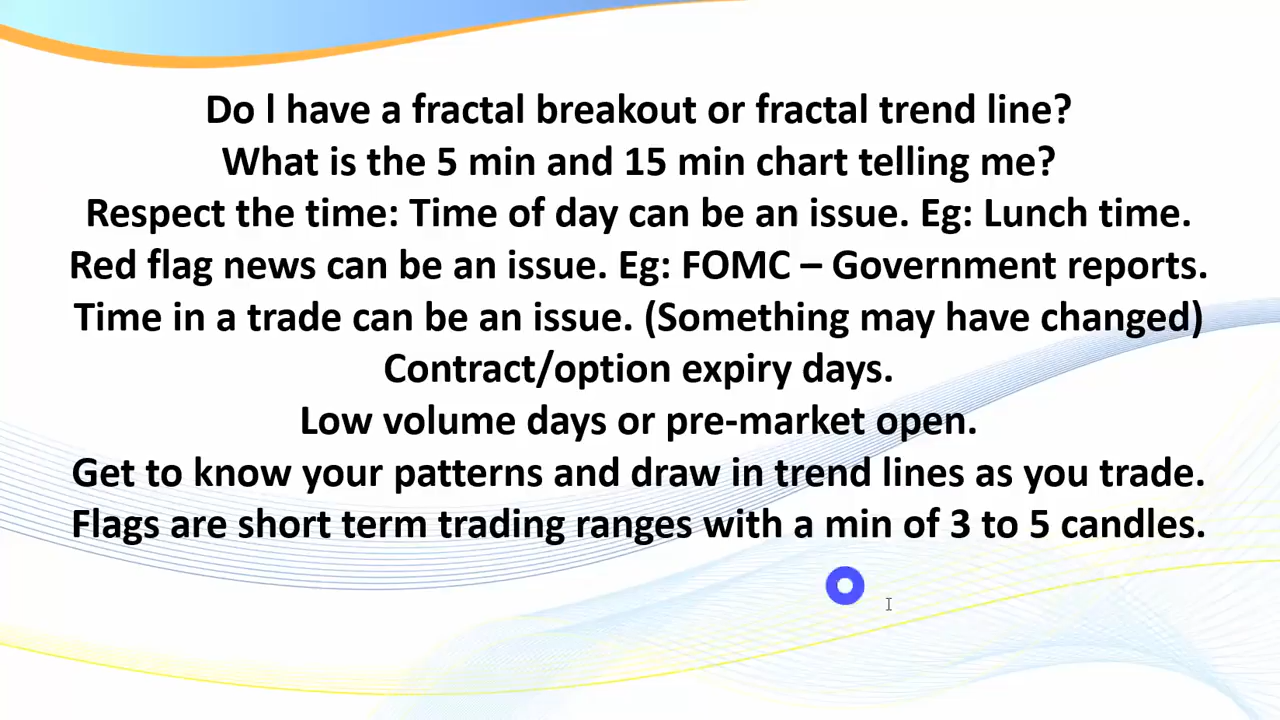 Do l have a fractal breakout or fractal trend line?
What is the 5 min and 15 min chart telling me?
Respect the time: Time of day can be an issue. Eg: Lunch time.
Red flag news can be an issue. Eg: FOMC – Government reports.
Time in a trade can be an issue. (Something may have changed)
Contract/option expiry days.
Low volume days or pre-market open.
Get to know your patterns and draw in trend lines as you trade.
Flags are short term trading ranges with a min of 3 to 5 candles.